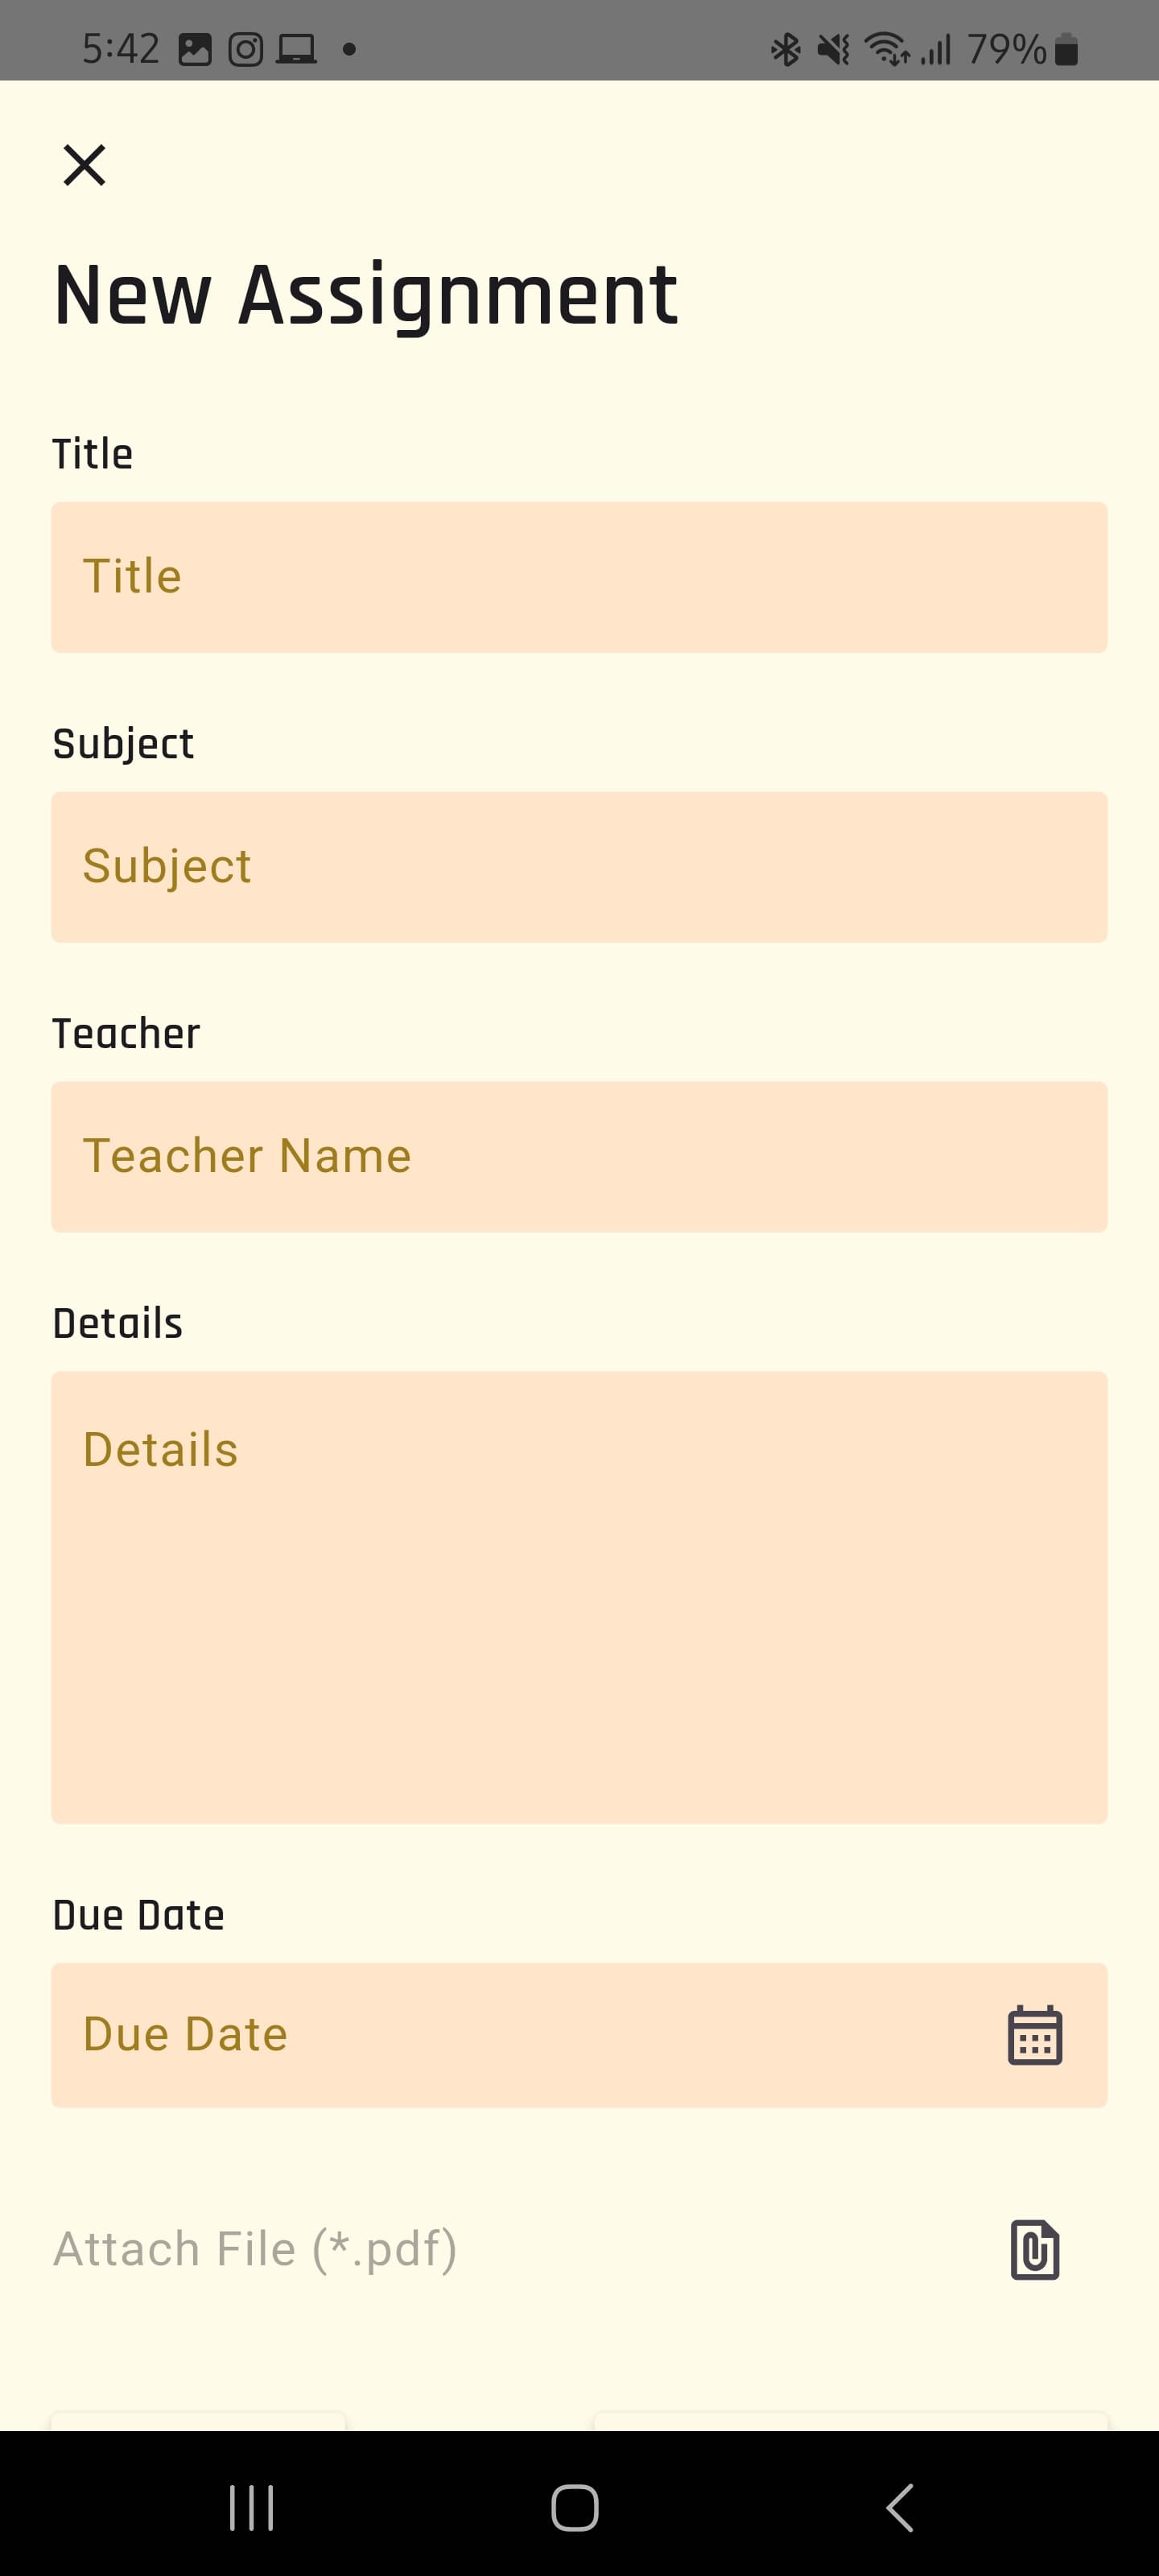 5:42
79%
New Assignment
Title
Title
Subject
Subject
Teacher
Teacher Name
Details
Details
Due Date
Due Date
Attach File (*.pdf)